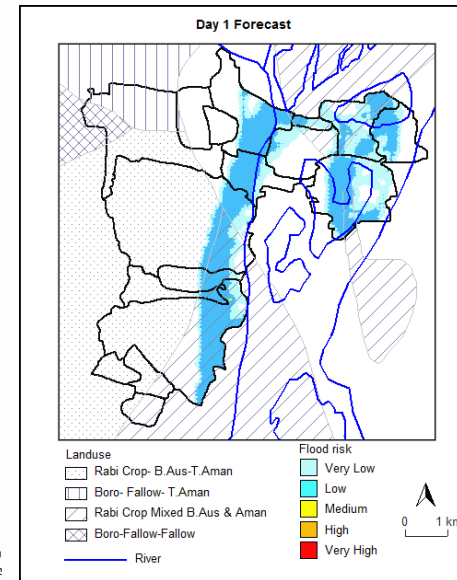 Day 1 Forecast
Landuse
Rabi Crop- B.Aus-T.Aman
Boro- Fallow- T.Aman
Rabi Crop Mixed B.Aus & Aman
Boro-Fallow-Fallow
River
Flood risk
Very Low
Low
Medium
High
Very High
0 1 km